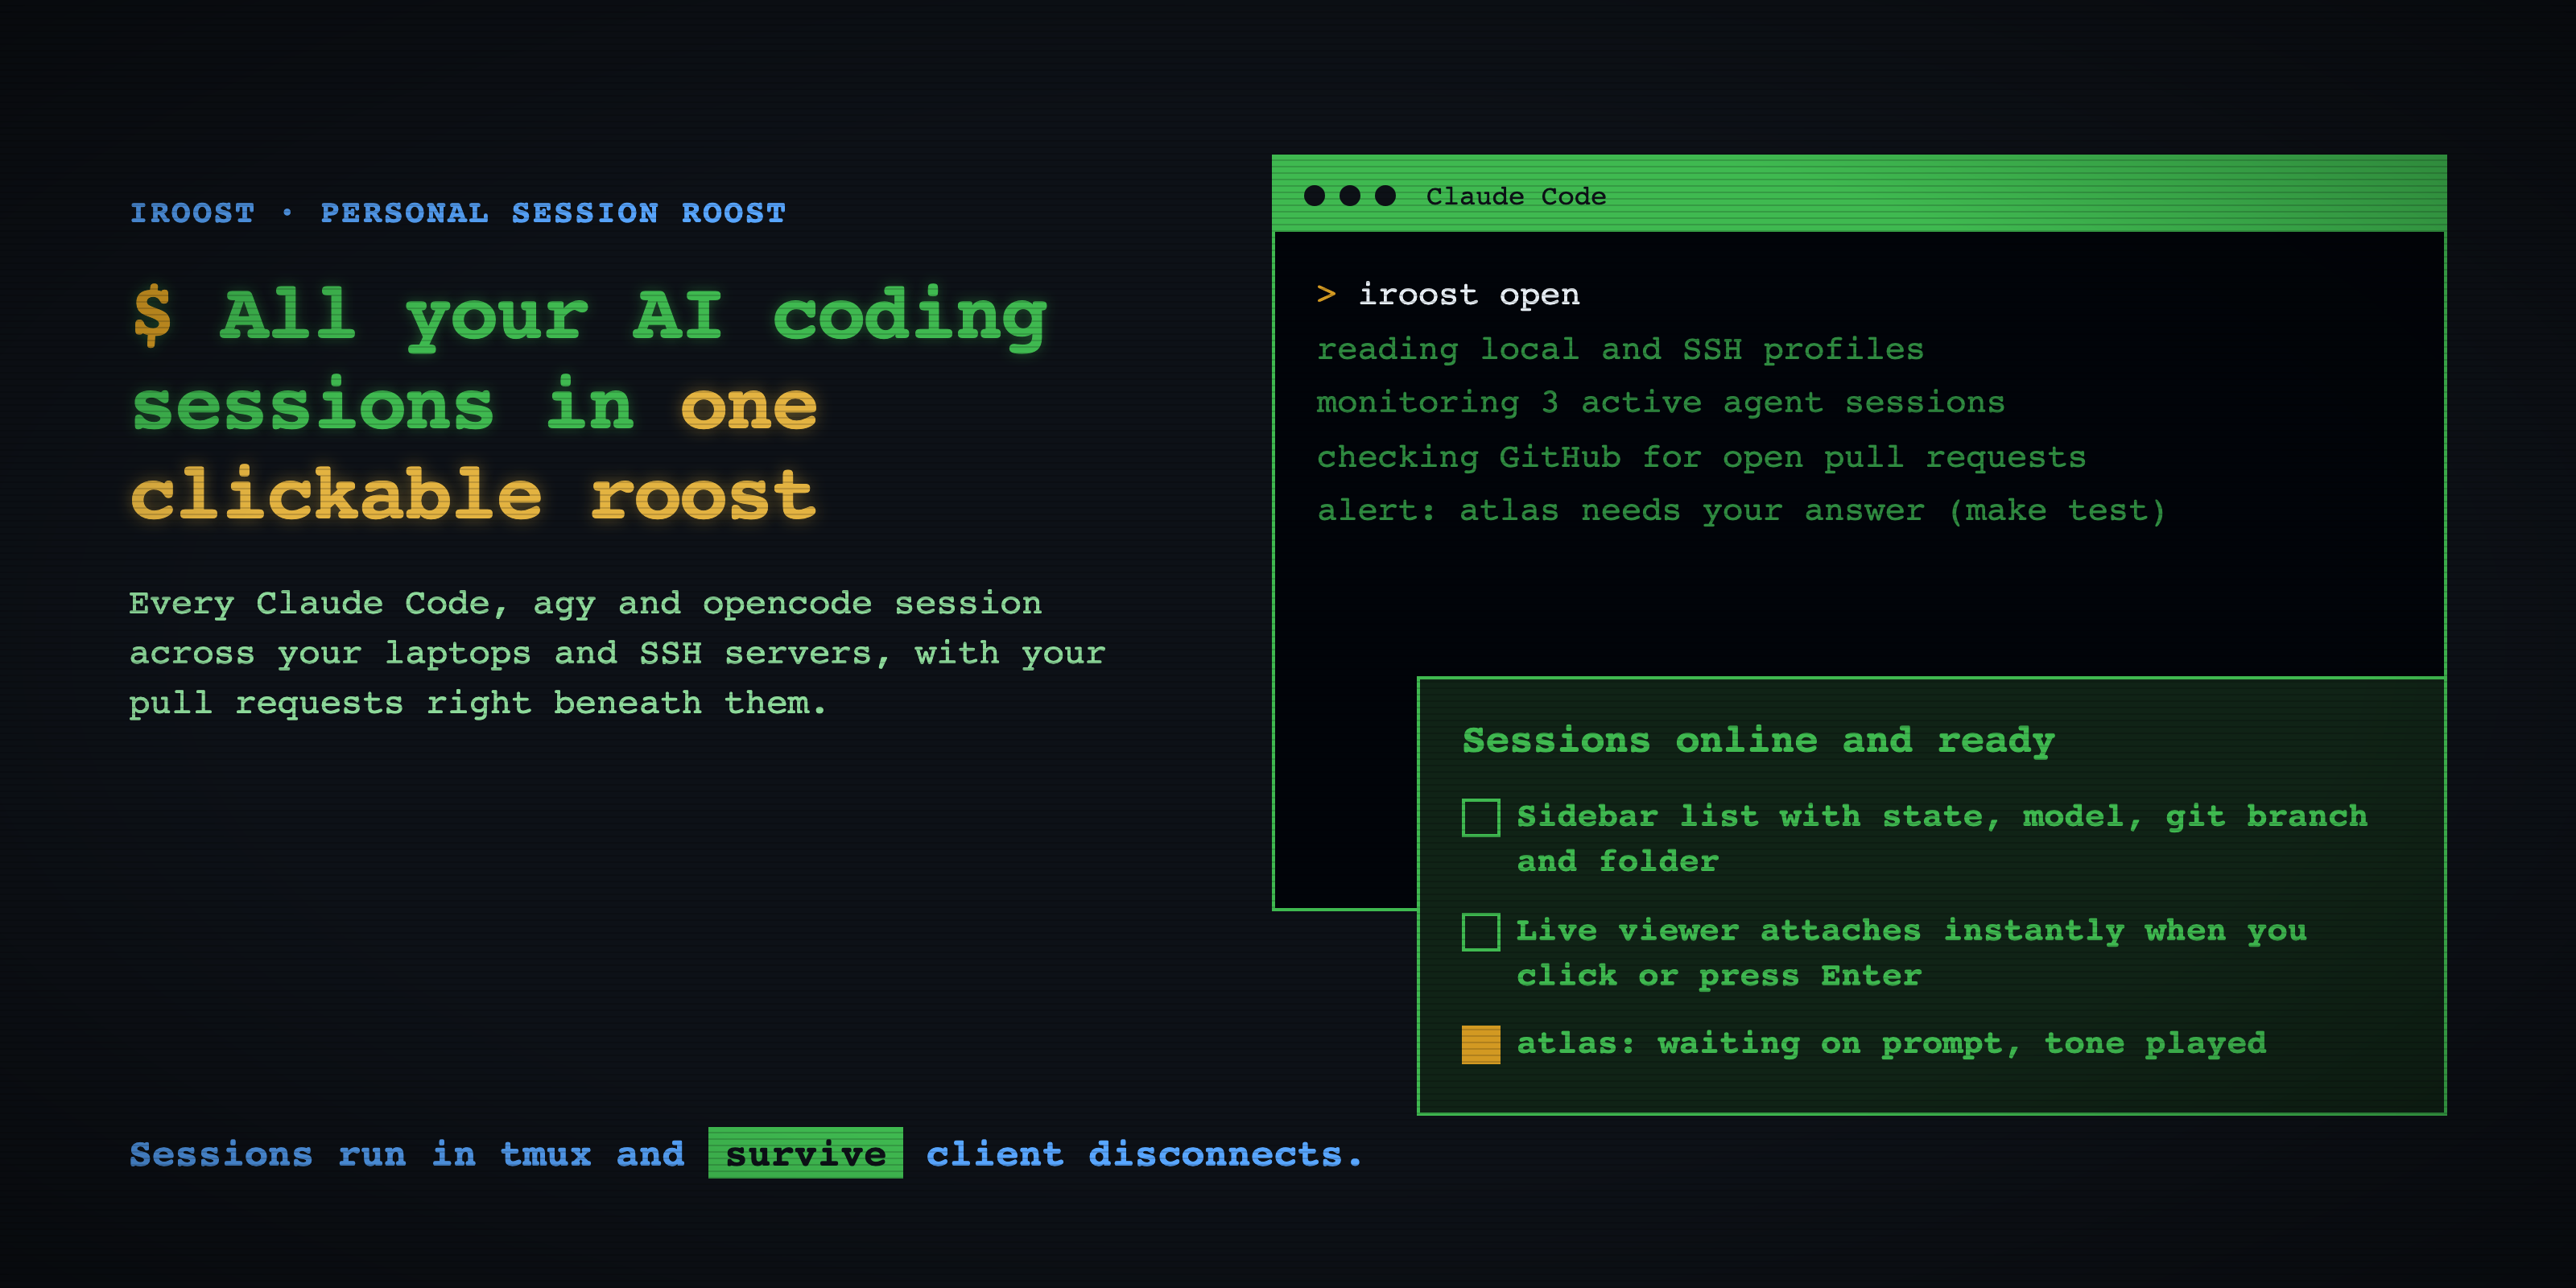 IROOST · PERSONAL SESSION ROOST
$ All your AI coding
sessions in one
clickable roost
Every Claude Code, agy and opencode session
across your laptops and SSH servers, with your
pull requests right beneath them.
Claude Code
> iroost open
reading local and SSH profiles
monitoring 3 active agent sessions
checking GitHub for open pull requests
alert: atlas needs your answer (make test)
Sessions online and ready
Sidebar list with state, model, git branch
and folder
Live viewer attaches instantly when you
click or press Enter
atlas: waiting on prompt, tone played
Sessions run in tmux and survive client disconnects.